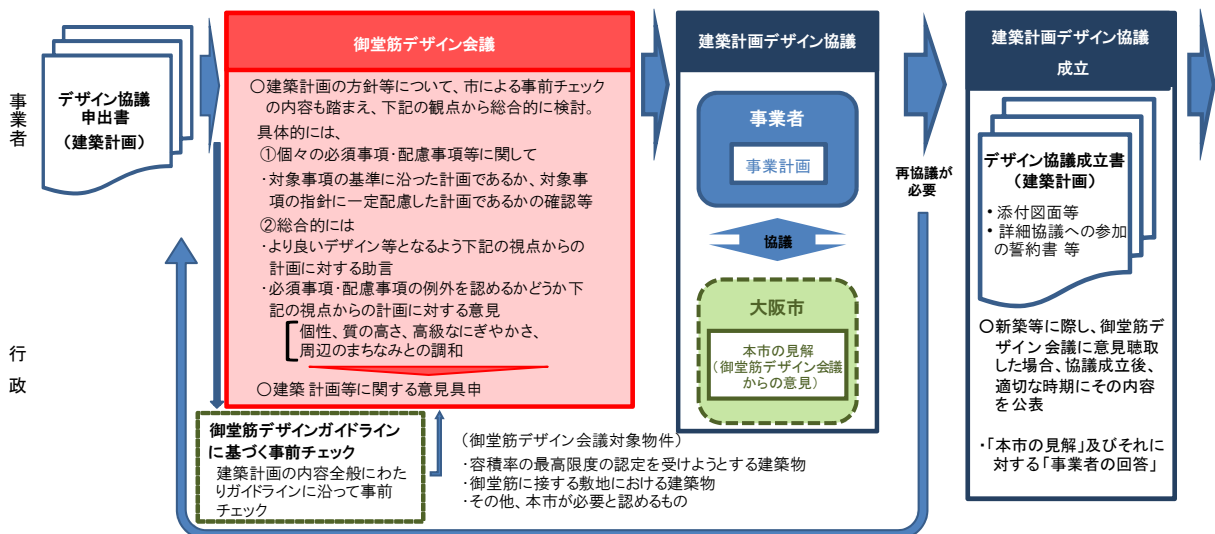 事業者
行政
デザイン協議
申出書
(建築計画)
御堂筋デザイン会議
〇建築計画の方針等について、市による事前チェック
の内容も踏まえ、下記の観点から総合的に検討。
具体的には、
①個々の必須事項・配慮事項等に関して
・対象事項の基準に沿った計画であるか、対象事
項の指針に一定配慮した計画であるかの確認等
②総合的には
・より良いデザイン等となるよう下記の視点からの
計画に対する助言
・必須事項・配慮事項の例外を認めるかどうか下
記の視点からの計画に対する意見
個性、質の高さ、高級なにぎやかさ、
周辺のまちなみとの調和
〇建築計画等に関する意見具申
御堂筋デザインガイドライン
に基づく事前チェック
建築計画の内容全般にわた
りガイドラインに沿って事前
チェック
(御堂筋デザイン会議対象物件)
・容積率の最高限度の認定を受けようとする建築物
・御堂筋に接する敷地における建築物
・その他、本市が必要と認めるもの
建築計画デザイン協議
事業者
事業計画
協議
大阪市
本市の見解
(御堂筋デザイン会議
からの意見)
再協議が
必要
建築計画デザイン協議
成立
デザイン協議成立書
(建築計画)
・添付図面等
・詳細協議への参加
の誓約書 等
〇新築等に際し、御堂筋デ
ザイン会議に意見聴取
した場合、協議成立後、
適切な時期にその内容
を公表
・「本市の見解」及びそれに
対する「事業者の回答」